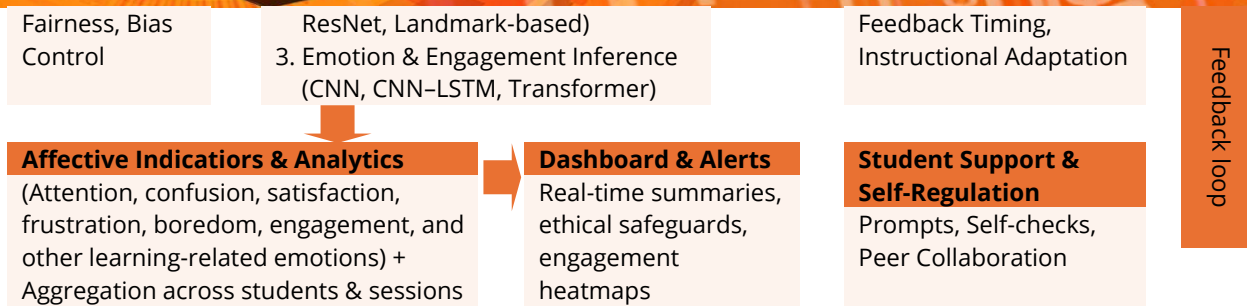 Fairness, Bias
Control
ResNet, Landmark-based)
3. Emotion & Engagement Inference
(CNN, CNN–LSTM, Transformer)
Feedback Timing,
Instructional Adaptation
Feedback loop
Affective Indicatiors & Analytics
(Attention, confusion, satisfaction,
frustration, boredom, engagement, and
other learning-related emotions) +
Aggregation across students & sessions
Dashboard & Alerts
Real-time summaries,
ethical safeguards,
engagement
heatmaps
Student Support &
Self-Regulation
Prompts, Self-checks,
Peer Collaboration